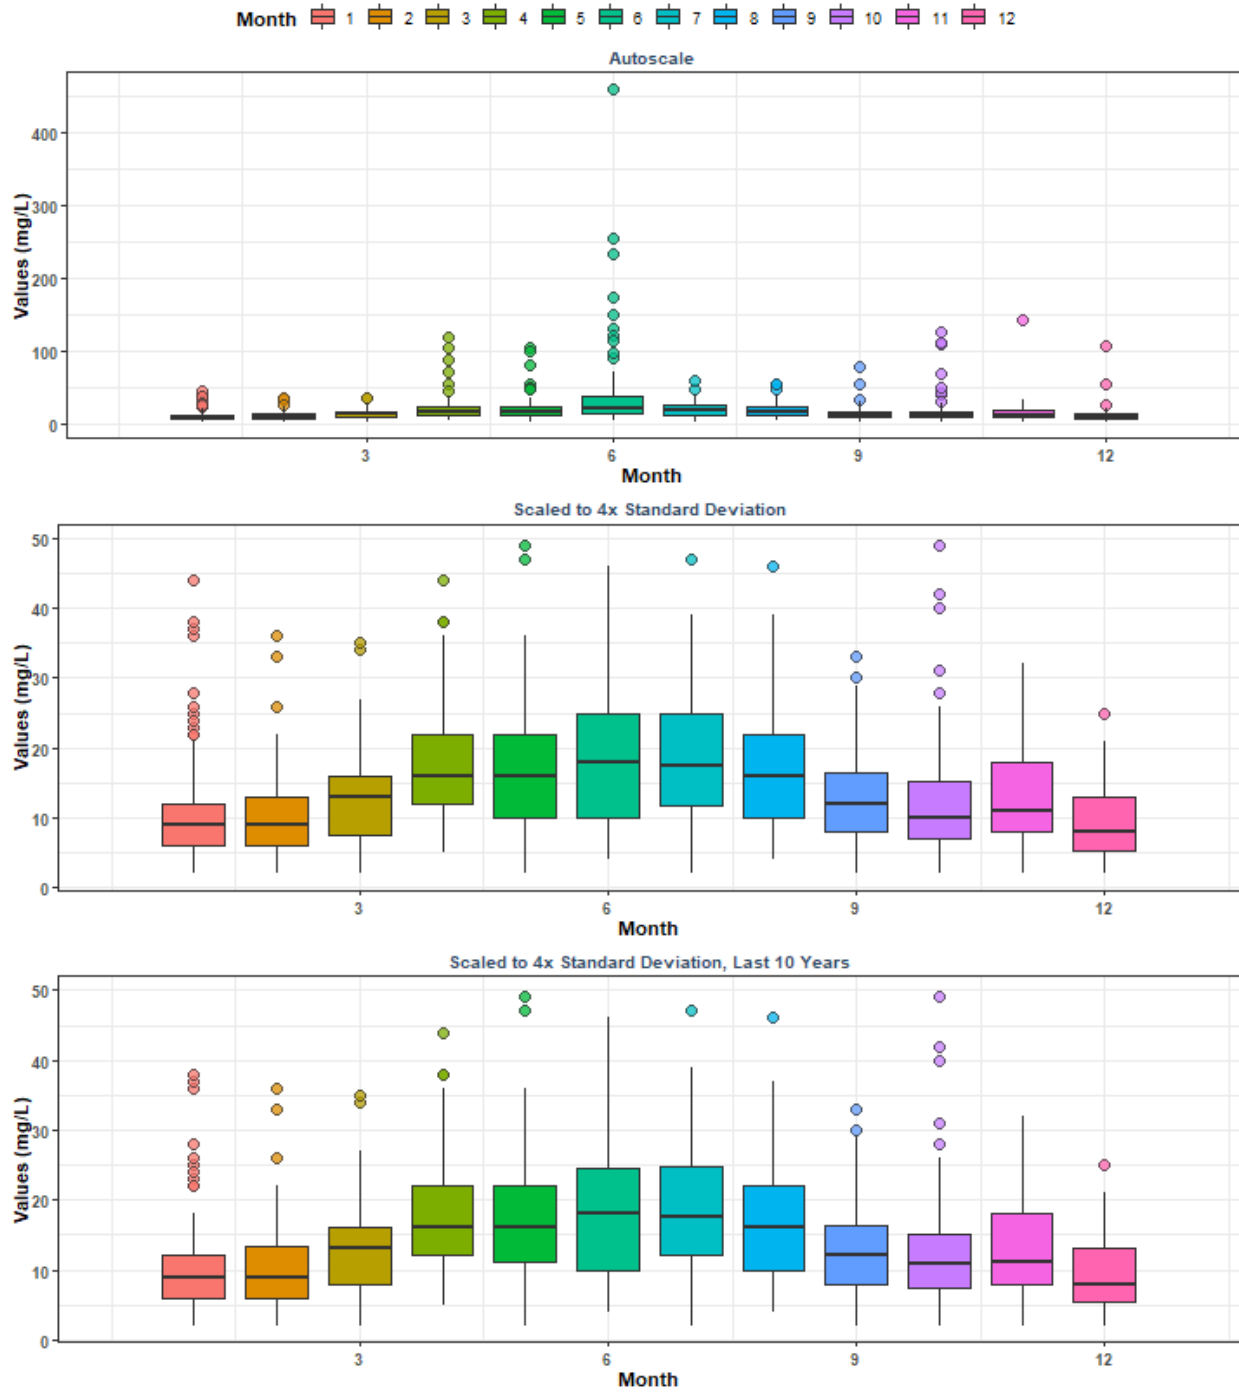 Month 1 2 3 4 5 6 7 8 9 10 11 12
Autoscale
Values (mg/L)
400
300
200
100
0
3 6 9 12
Month
Scaled to 4x Standard Deviation
Values (mg/L)
50
40
30
20
10
0
3 6 9 12
Month
Scaled to 4x Standard Deviation, Last 10 Years
Values (mg/L)
50
40
30
20
10
0
3 6 9 12
Month